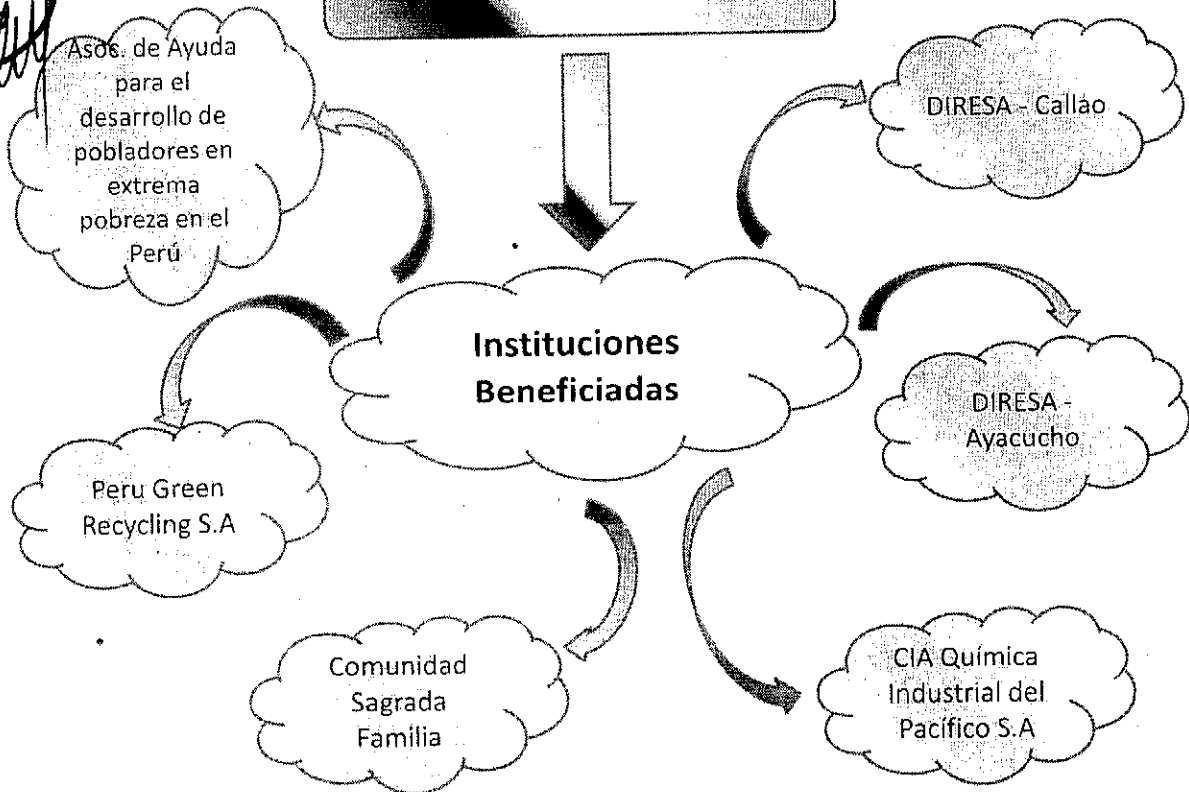 Asoc. de Ayuda
para el
desarrollo de
pobladores en
extrema
pobreza en el
Perú
DIRESA - Callao
Instituciones
Beneficiadas
DIRESA -
Ayacucho
Peru Green
Recycling S.A
Comunidad
Sagrada
Familia
CIA Química
Industrial del
Pacífico S.A